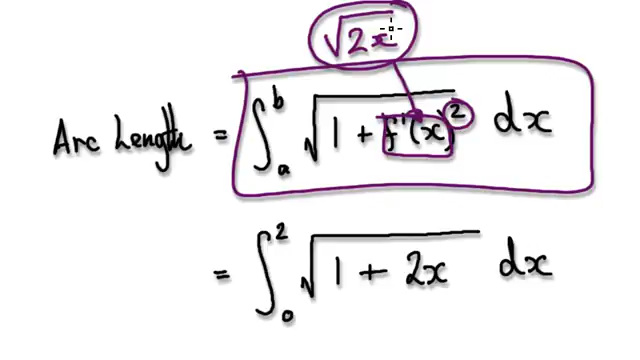 √2x
Arc Length = ∫ₐᵇ √(1 + f'(x)²) dx
= ∫₀² √(1 + 2x) dx